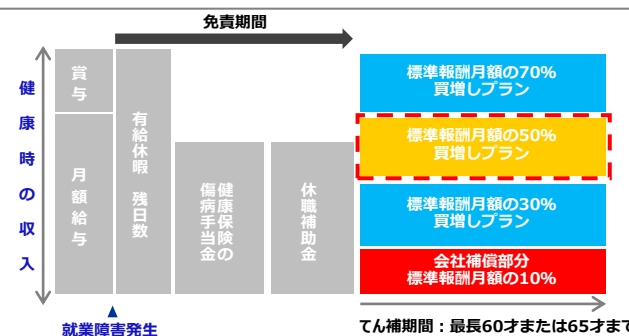 免責期間
健康時の収入
賞与
月額給与
有給休暇 残日数
健康保険の
傷病手当金
休職補助金
標準報酬月額の70%
買増しプラン
標準報酬月額の50%
買増しプラン
標準報酬月額の30%
買増しプラン
会社補償部分
標準報酬月額の10%
就業障害発生
てん補期間：最長60才または65才まで